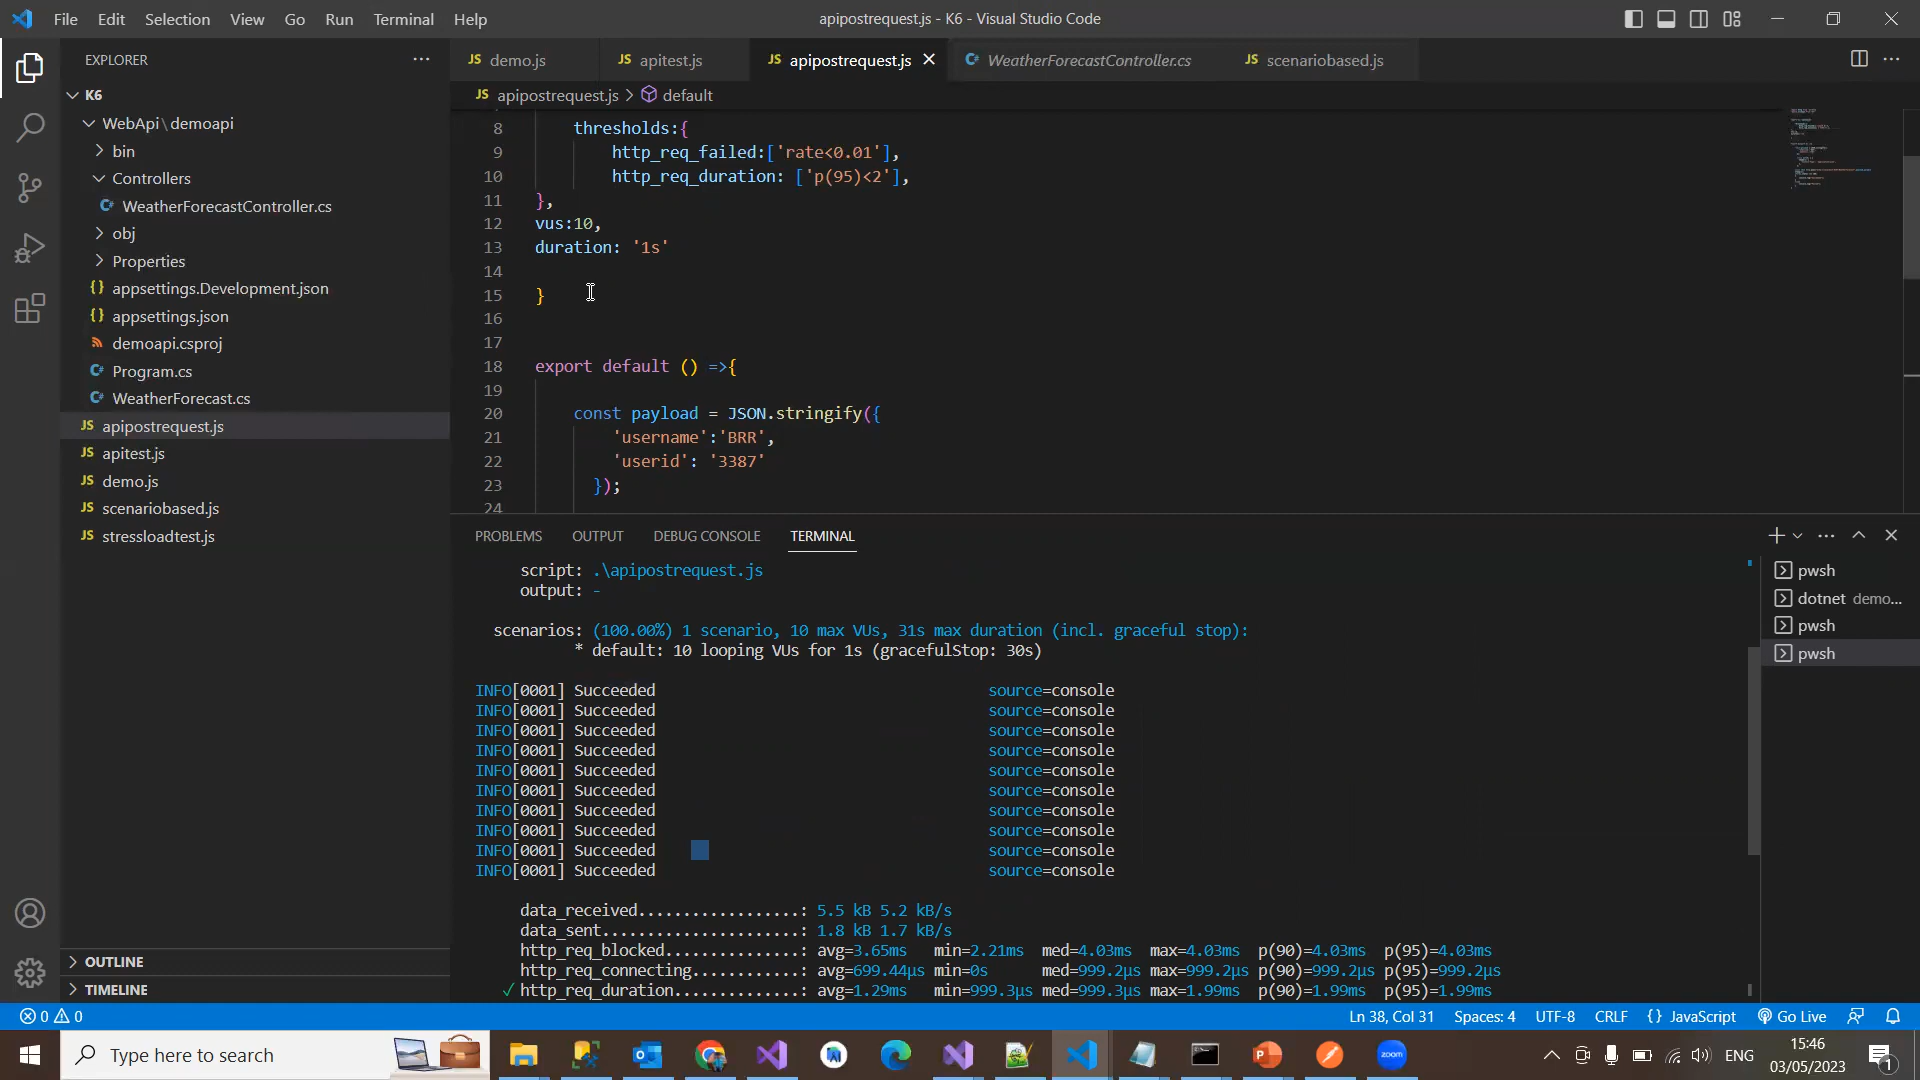 File Edit Selection View Go Run Terminal Help
apipostrequest.js - K6 - Visual Studio Code
EXPLORER
K6
WebApi\demoapi
bin
Controllers
WeatherForecastController.cs
obj
Properties
appsettings.Development.json
appsettings.json
demoapi.csproj
Program.cs
WeatherForecast.cs
JS apipostrequest.js
JS apitest.js
JS demo.js
JS scenariobased.js
JS stressloadtest.js
OUTLINE
TIMELINE
JS demo.js JS apitest.js JS apipostrequest.js WeatherForecastController.cs JS scenariobased.js
JS apipostrequest.js > default
8 thresholds:{
9 http_req_failed:['rate<0.01'],
10 http_req_duration: ['p(95)<2'],
11 },
12 vus:10,
13 duration: '1s'
14
15 }
16
17
18 export default () =>{
19
20 const payload = JSON.stringify({
21 'username':'BRR',
22 'userid': '3387'
23 });
24
PROBLEMS OUTPUT DEBUG CONSOLE TERMINAL
script: .\apipostrequest.js
output: -
scenarios: (100.00%) 1 scenario, 10 max VUs, 31s max duration (incl. graceful stop):
* default: 10 looping VUs for 1s (gracefulStop: 30s)
INFO[0001] Succeeded source=console
INFO[0001] Succeeded source=console
INFO[0001] Succeeded source=console
INFO[0001] Succeeded source=console
INFO[0001] Succeeded source=console
INFO[0001] Succeeded source=console
INFO[0001] Succeeded source=console
INFO[0001] Succeeded source=console
INFO[0001] Succeeded source=console
INFO[0001] Succeeded source=console
data_received..................: 5.5 kB 5.2 kB/s
data_sent......................: 1.8 kB 1.7 kB/s
http_req_blocked...............: avg=3.65ms min=2.21ms med=4.03ms max=4.03ms p(90)=4.03ms p(95)=4.03ms
http_req_connecting............: avg=699.44µs min=0s med=999.2µs max=999.2µs p(90)=999.2µs p(95)=999.2µs
✓ http_req_duration..............: avg=1.29ms min=999.3µs med=999.3µs max=1.99ms p(90)=1.99ms p(95)=1.99ms
pwsh
dotnet demo...
pwsh
pwsh
0 0
Ln 38, Col 31 Spaces: 4 UTF-8 CRLF {} JavaScript Go Live
Type here to search
zoom
ENG
15:46
03/05/2023
1